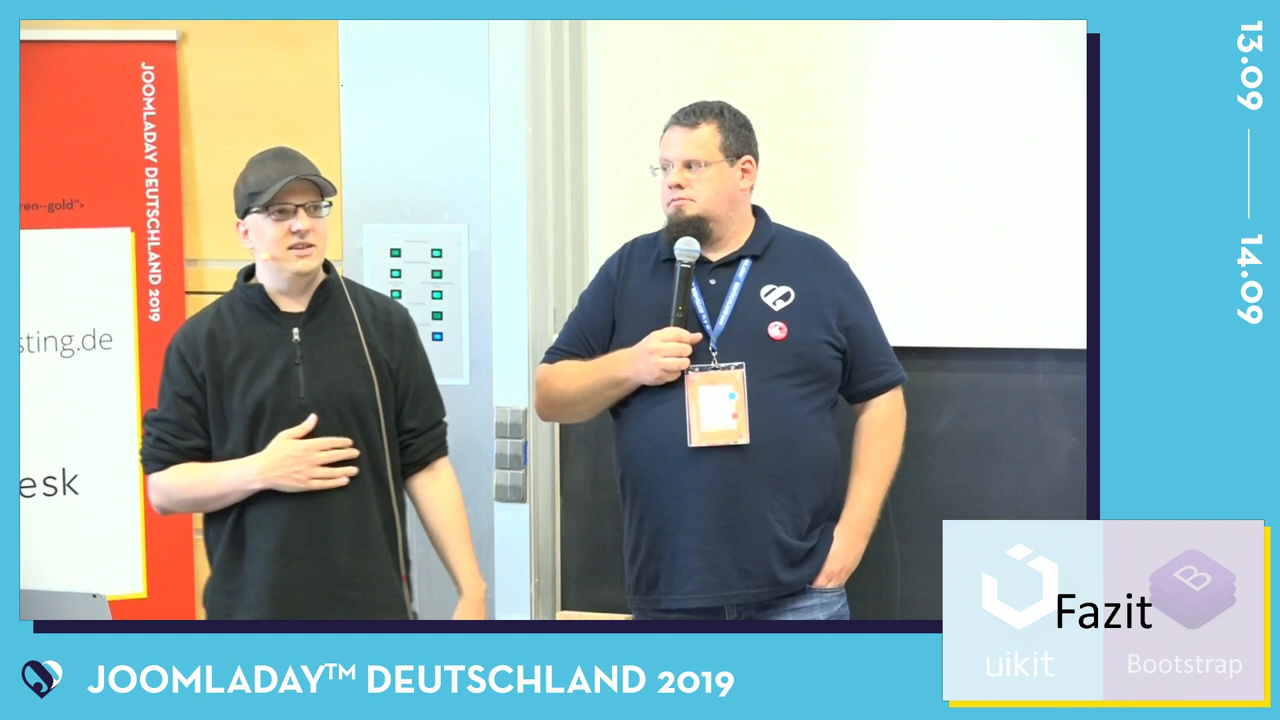 JOOMLADAY DEUTSCHLAND 2019
ren--gold">
sting.de
esk
13.09
14.09
Fazit
uikit
B
Bootstrap
JOOMLADAY™ DEUTSCHLAND 2019